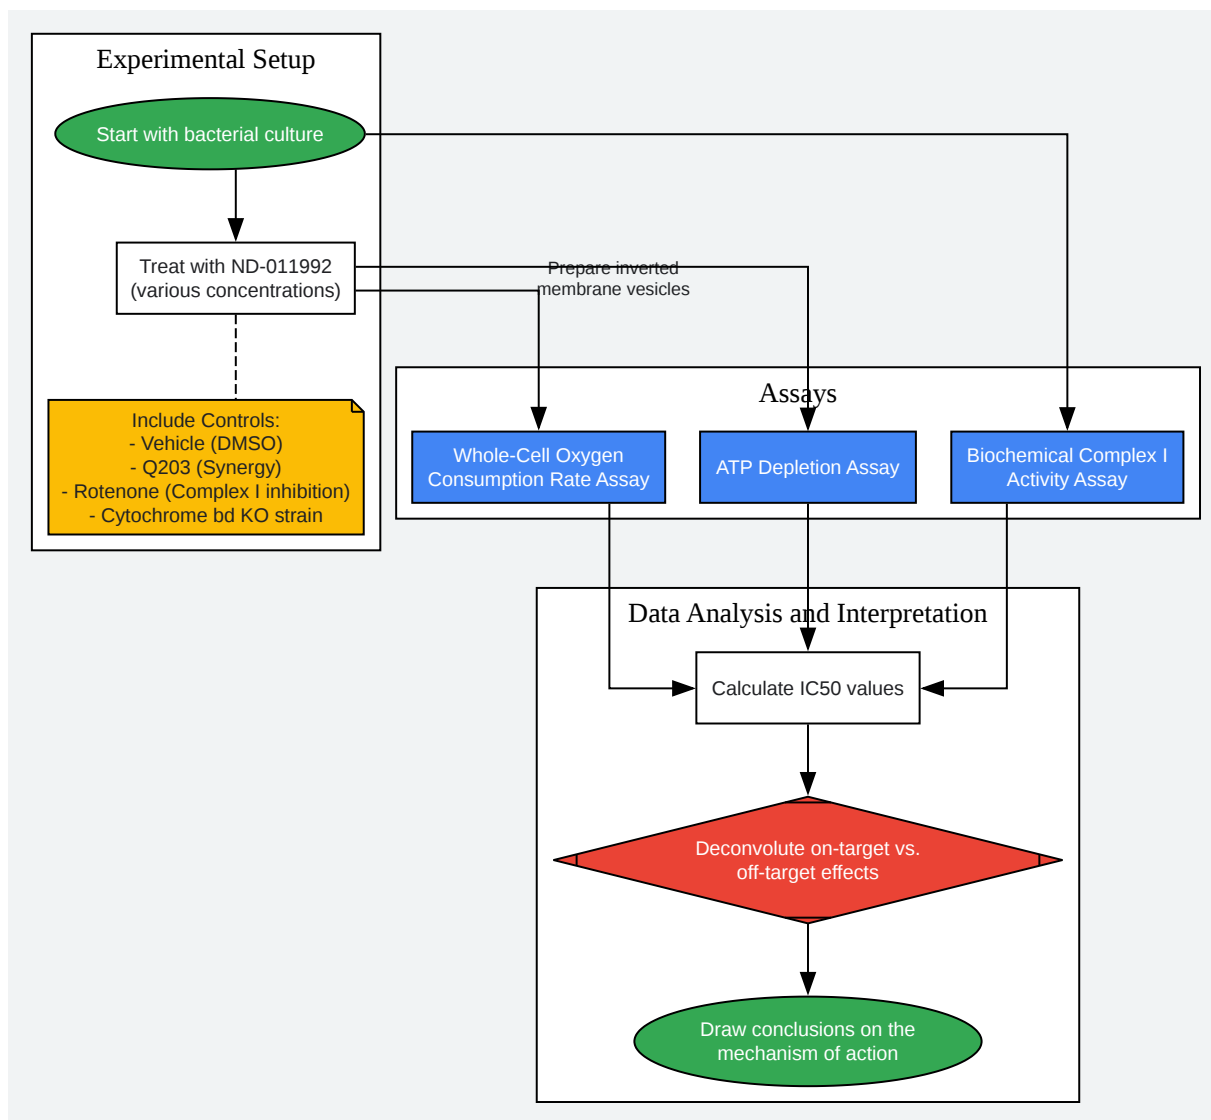 Experimental Setup
Start with bacterial culture
Treat with ND-011992
(various concentrations)
Prepare inverted
membrane vesicles
Include Controls:
- Vehicle (DMSO)
- Q203 (Synergy)
- Rotenone (Complex I inhibition)
- Cytochrome bd KO strain
Assays
Whole-Cell Oxygen
Consumption Rate Assay
ATP Depletion Assay
Biochemical Complex I
Activity Assay
Data Analysis and Interpretation
Calculate IC50 values
Deconvolute on-target vs.
off-target effects
Draw conclusions on the
mechanism of action